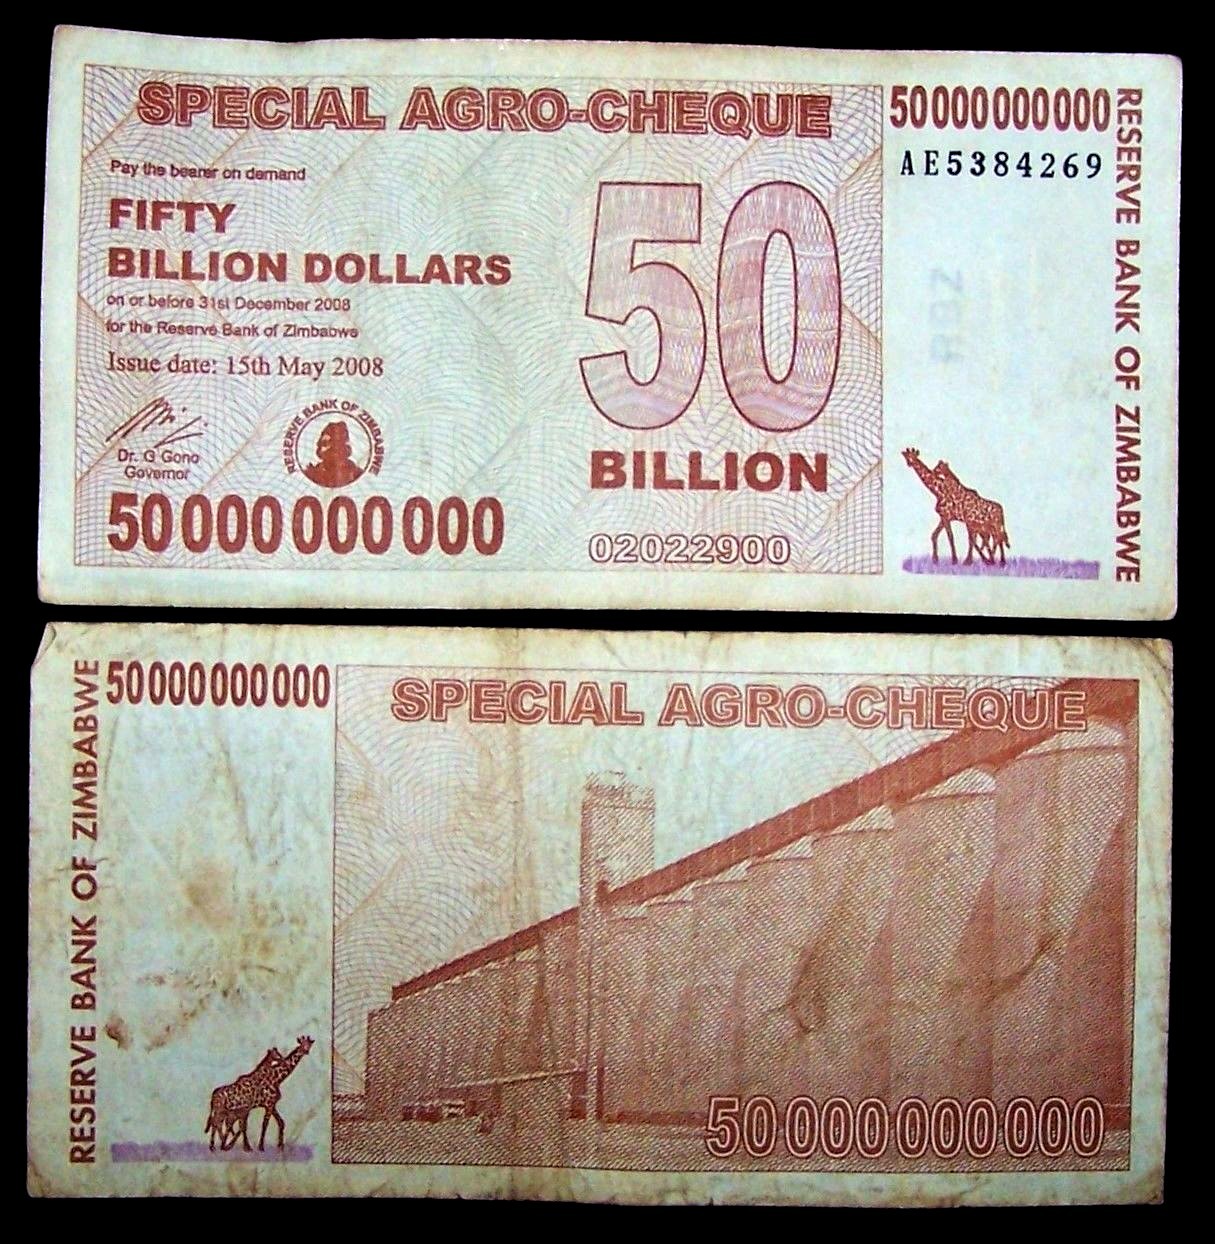 SPECIAL AGRO-CHEQUE
50000000000
AE5384269
Pay the bearer on demand
FIFTY
BILLION DOLLARS
on or before 31st December 2008
for the Reserve Bank of Zimbabwe
Issue date: 15th May 2008
Dr. G Gono
Governor
RESERVE BANK OF ZIMBABWE
50 000 000 000
50
BILLION
02022900
RBZ
RESERVE BANK OF ZIMBABWE
RESERVE BANK OF ZIMBABWE
50000000000
SPECIAL AGRO-CHEQUE
50 000 000 000